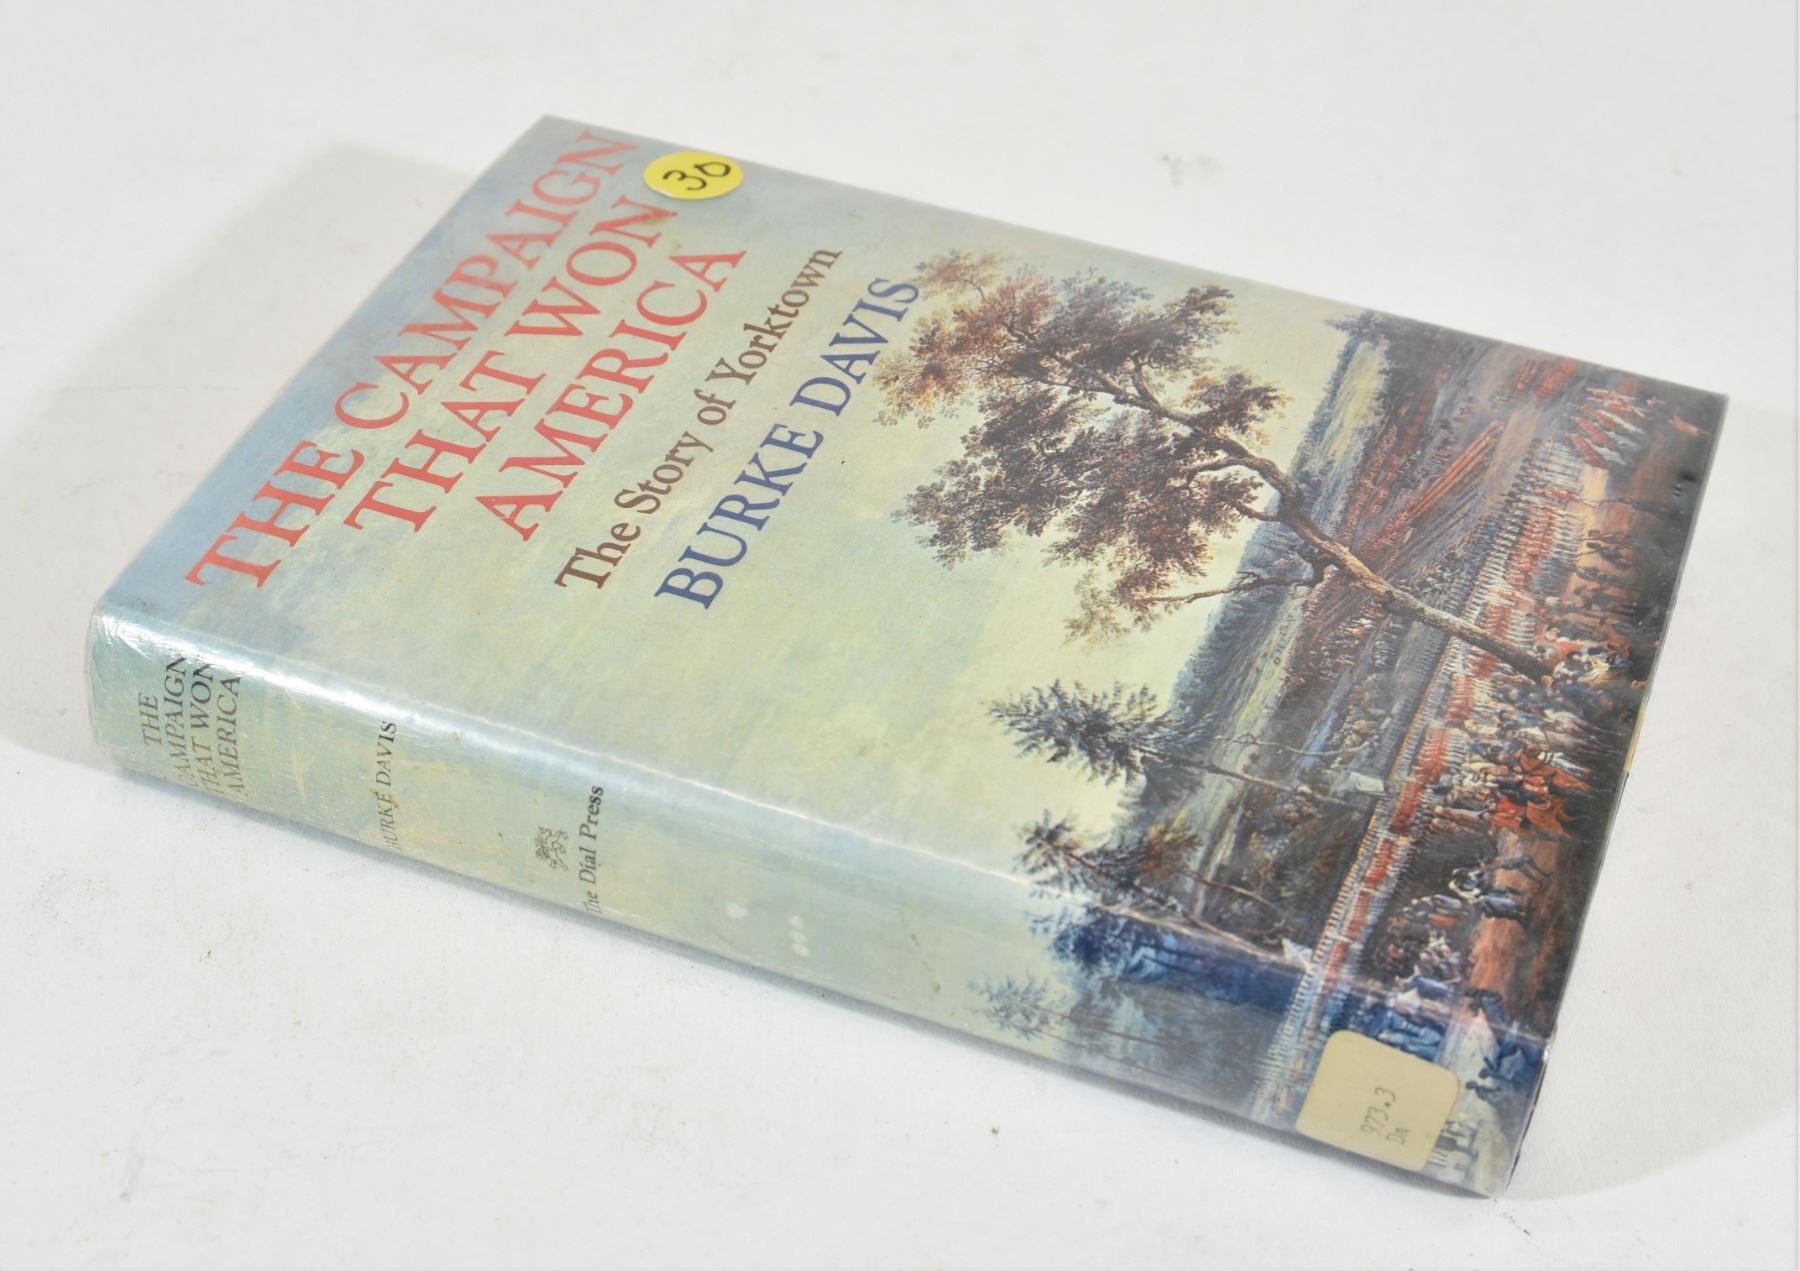 THE CAMPAIGN
THAT WON
AMERICA
The Story of Yorktown
BURKE DAVIS
30
THE
CAMPAIGN
THAT WON
AMERICA
BURKE DAVIS
The Dial Press
973.3
Da